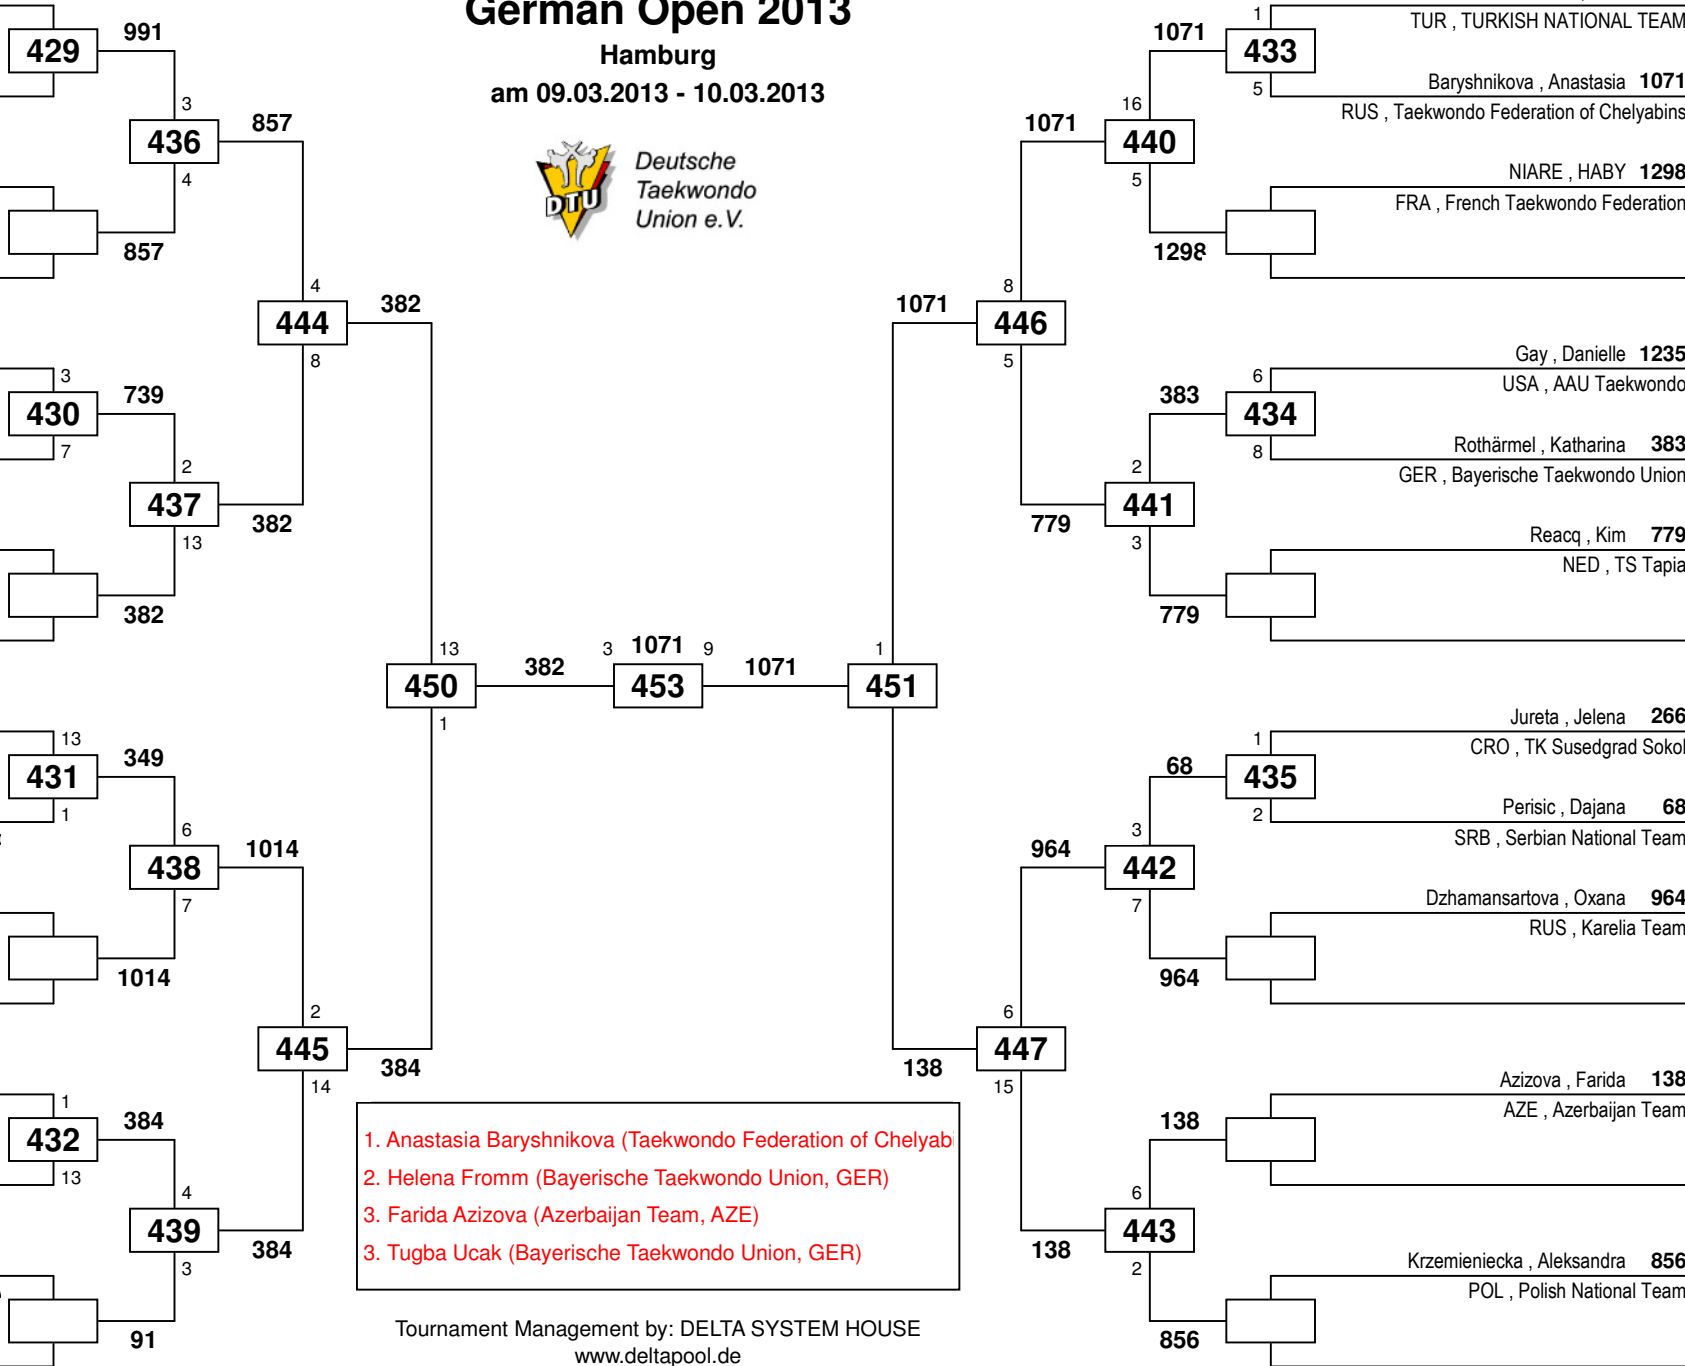 German Open 2013
Hamburg
am 09.03.2013 - 10.03.2013
DTU
Deutsche
Taekwondo
Union e.V.
429
991
3
436
857
4
857
4
444
382
8
3
430
739
7
2
437
382
13
382
13
450
382
1
13
431
349
1
6
438
1014
7
1014
2
445
384
14
1
432
384
13
4
439
384
3
91
3
1071
9
453
1071
1
451
1071
8
446
5
1071
16
440
5
1071
1
433
5
1298
779
2
441
3
383
6
434
8
779
138
6
447
15
964
3
442
7
68
1
435
2
964
138
6
443
2
138
856
TUR , TURKISH NATIONAL TEAM
Baryshnikova , Anastasia 1071
RUS , Taekwondo Federation of Chelyabins
NIARE , HABY 1298
FRA , French Taekwondo Federation
Gay , Danielle 1235
USA , AAU Taekwondo
Rothärmel , Katharina 383
GER , Bayerische Taekwondo Union
Reacq , Kim 779
NED , TS Tapia
Jureta , Jelena 266
CRO , TK Susedgrad Sokol
Perisic , Dajana 68
SRB , Serbian National Team
Dzhamansartova , Oxana 964
RUS , Karelia Team
Azizova , Farida 138
AZE , Azerbaijan Team
Krzemieniecka , Aleksandra 856
POL , Polish National Team
1. Anastasia Baryshnikova (Taekwondo Federation of Chelyabi
2. Helena Fromm (Bayerische Taekwondo Union, GER)
3. Farida Azizova (Azerbaijan Team, AZE)
3. Tugba Ucak (Bayerische Taekwondo Union, GER)
Tournament Management by: DELTA SYSTEM HOUSE
www.deltapool.de